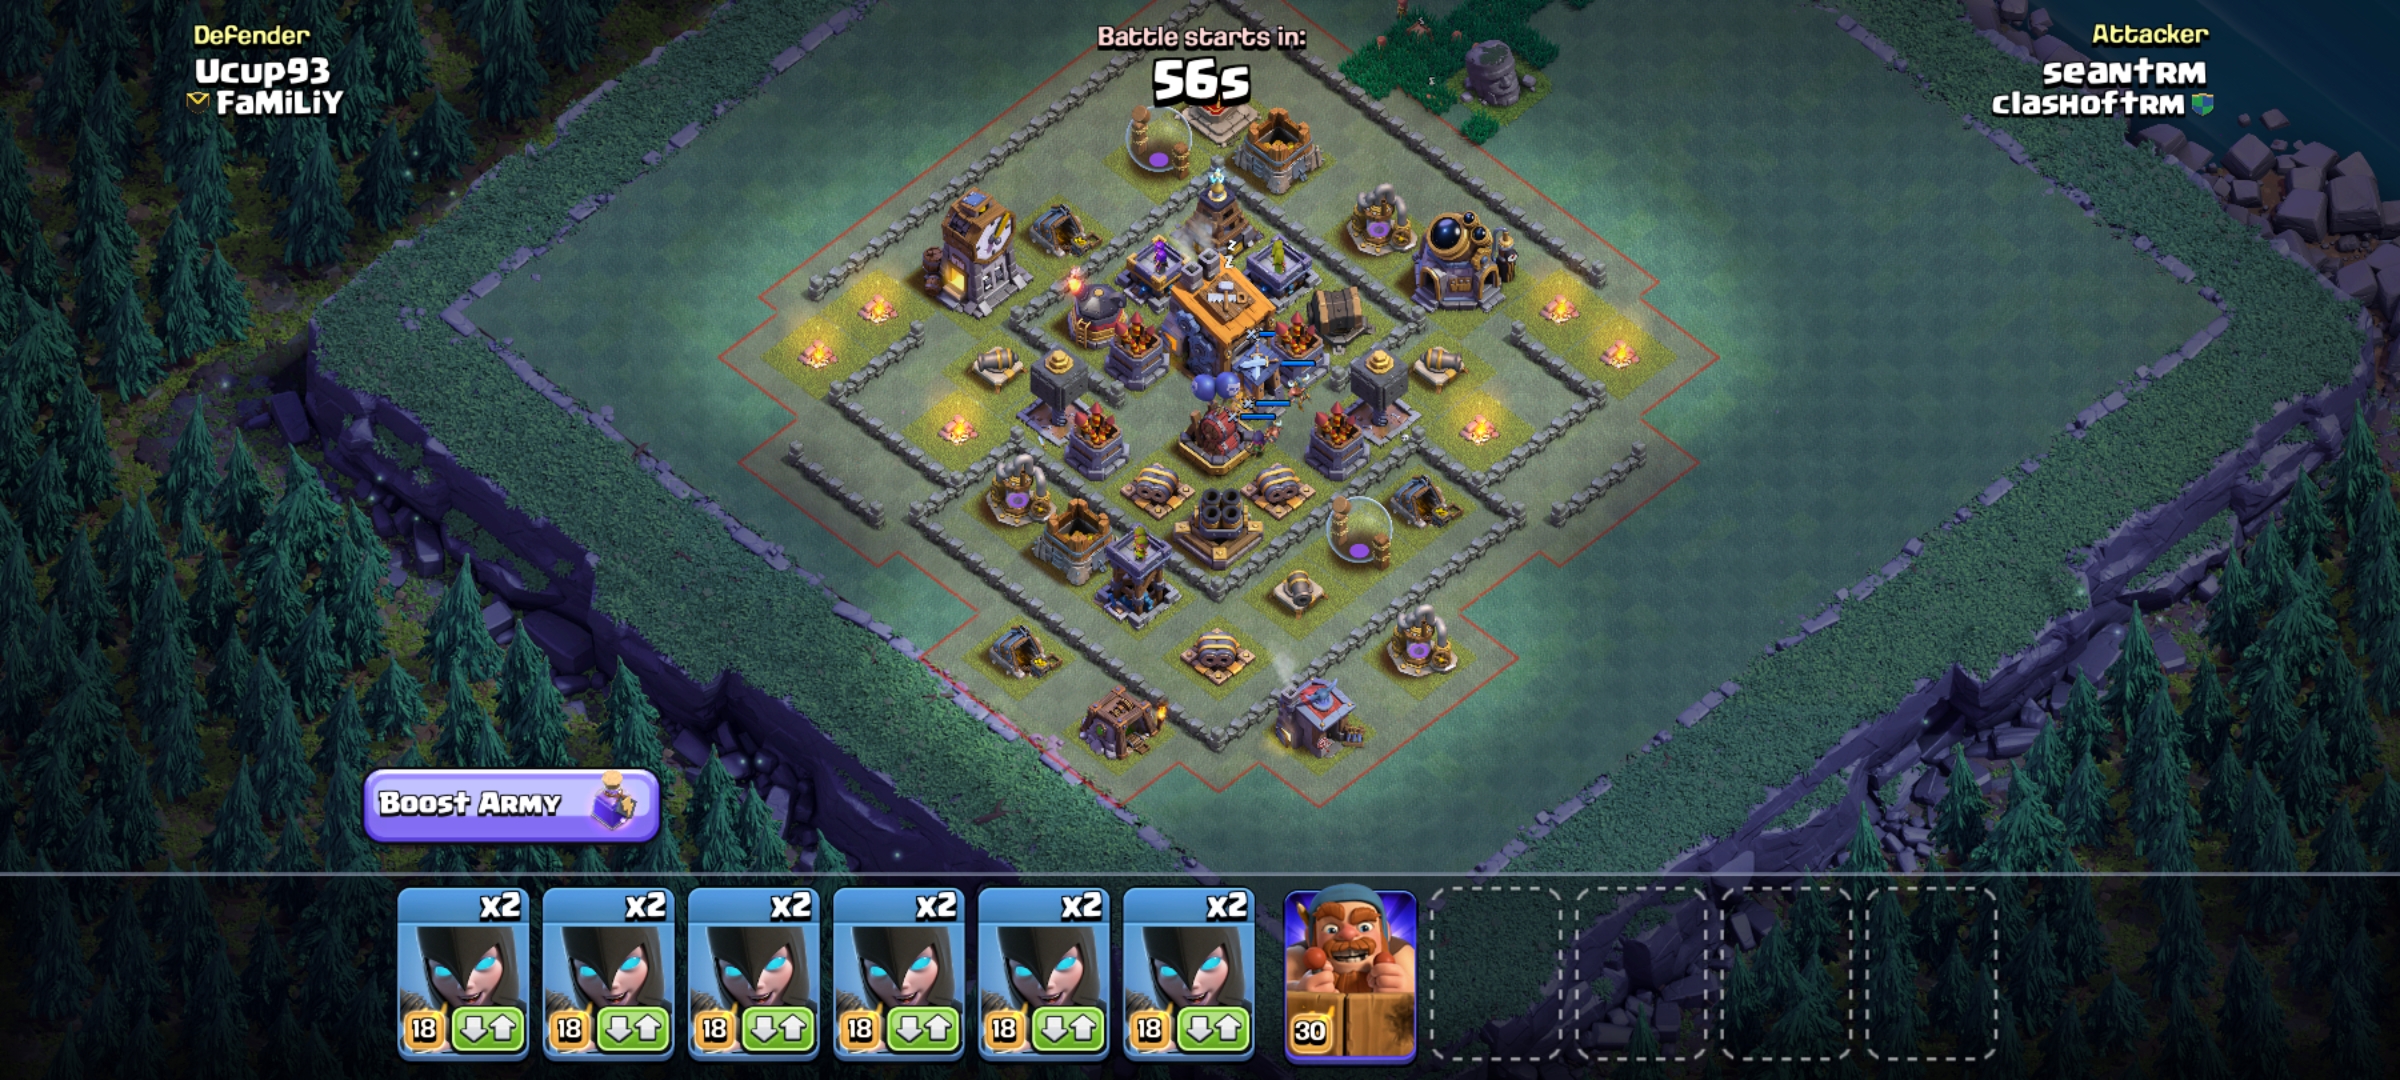 Defender
Ucup93
FaMiLiY
Battle starts in:
56s
Attacker
seantRM
clashoftRM
Boost Army
x2
x2
x2
x2
x2
x2
18
18
18
18
18
18
30